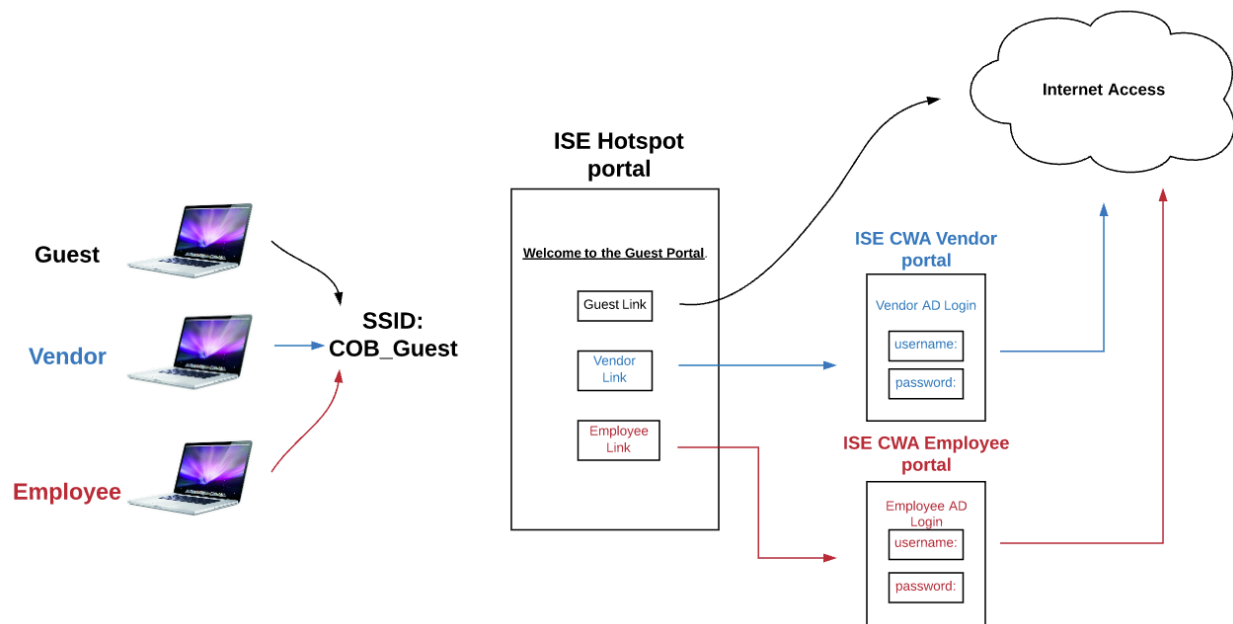 Guest
Vendor
Employee
SSID:
COB_Guest
ISE Hotspot
portal
Welcome to the Guest Portal.
Guest Link
Vendor
Link
Employee
Link
Internet Access
ISE CWA Vendor
portal
Vendor AD Login
username:
password:
ISE CWA Employee
portal
Employee AD
Login
username:
password: